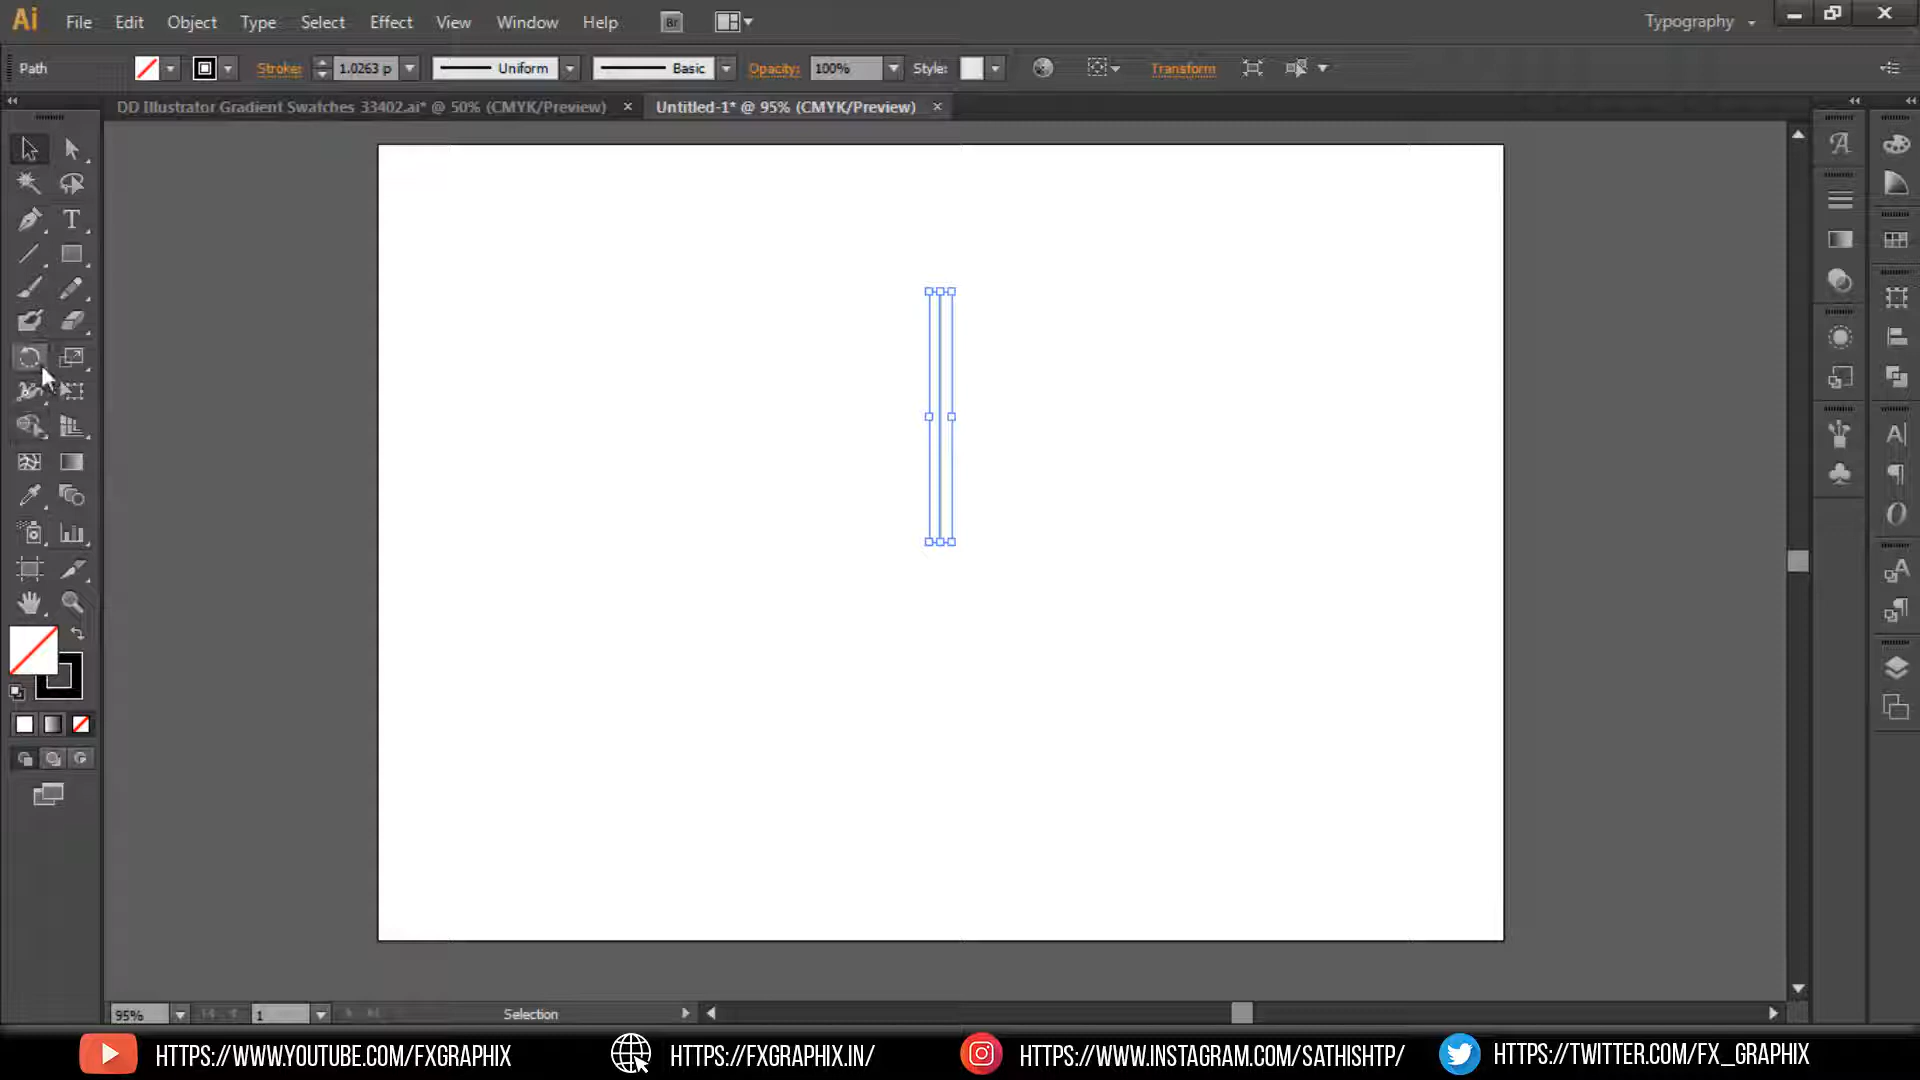 Ai File Edit Object Type Select Effect View Window Help Br Typography
Path Stroke: 1.0263 p Uniform Basic Opacity: 100% Style: Transform
DD Illustrator Gradient Swatches 33402.ai* @ 50% (CMYK/Preview) × Untitled-1* @ 95% (CMYK/Preview) ×
95% 1 Selection
HTTPS://WWW.YOUTUBE.COM/FXGRAPHIX HTTPS://FXGRAPHIX.IN/ HTTPS://WWW.INSTAGRAM.COM/SATHISHTP/ HTTPS://TWITTER.COM/FX_GRAPHIX